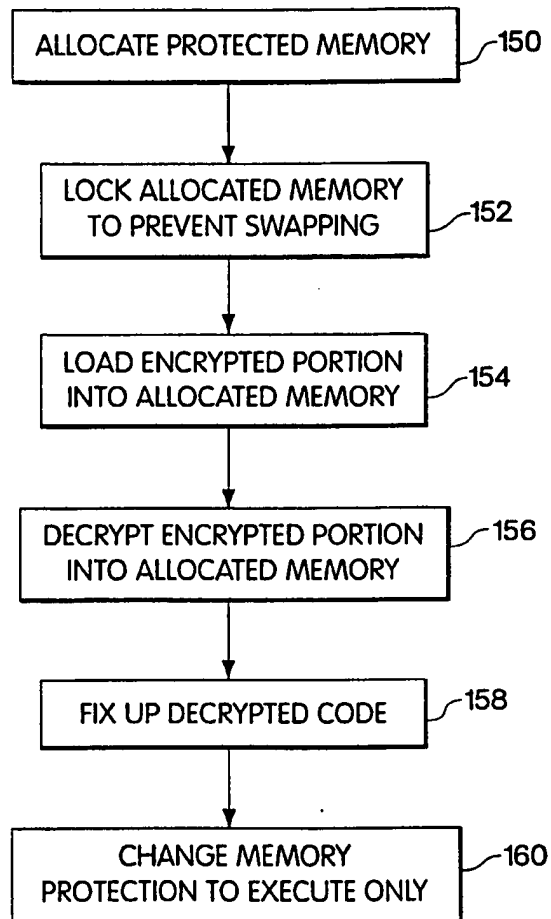 ALLOCATE PROTECTED MEMORY
150
LOCK ALLOCATED MEMORY
TO PREVENT SWAPPING
152
LOAD ENCRYPTED PORTION
INTO ALLOCATED MEMORY
154
DECRYPT ENCRYPTED PORTION
INTO ALLOCATED MEMORY
156
FIX UP DECRYPTED CODE
158
CHANGE MEMORY
PROTECTION TO EXECUTE ONLY
160